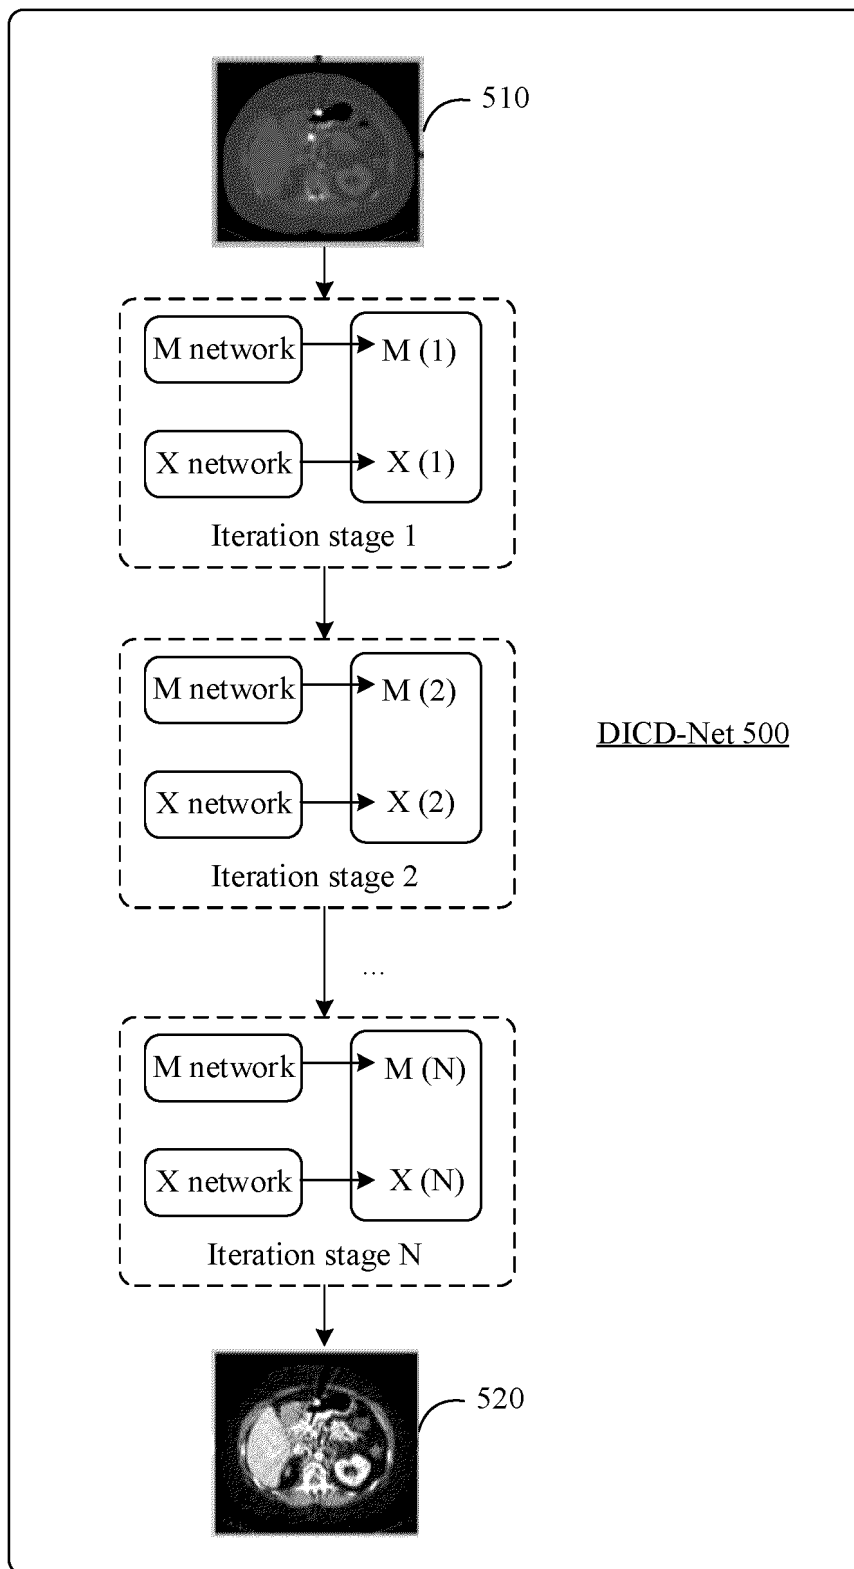 510
M network
M (1)
X network
X (1)
Iteration stage 1
M network
M (2)
DICD-Net 500
X network
X (2)
Iteration stage 2
...
M network
M (N)
X network
X (N)
Iteration stage N
520